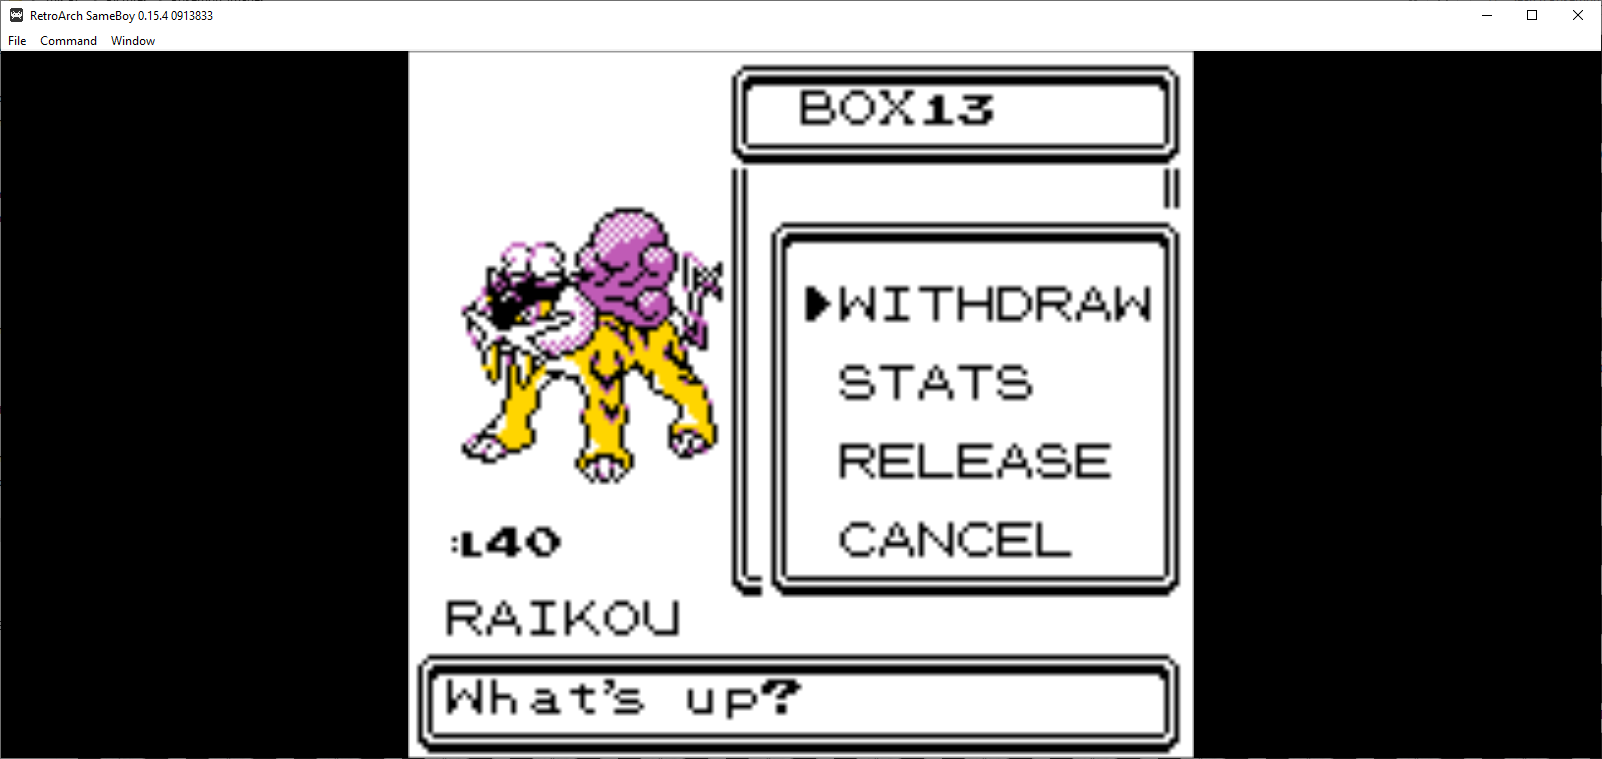 RetroArch SameBoy 0.15.4 0913833
File Command Window
BOX13
▶WITHDRAW
STATS
RELEASE
CANCEL
:L40
RAIKOU
What's up?